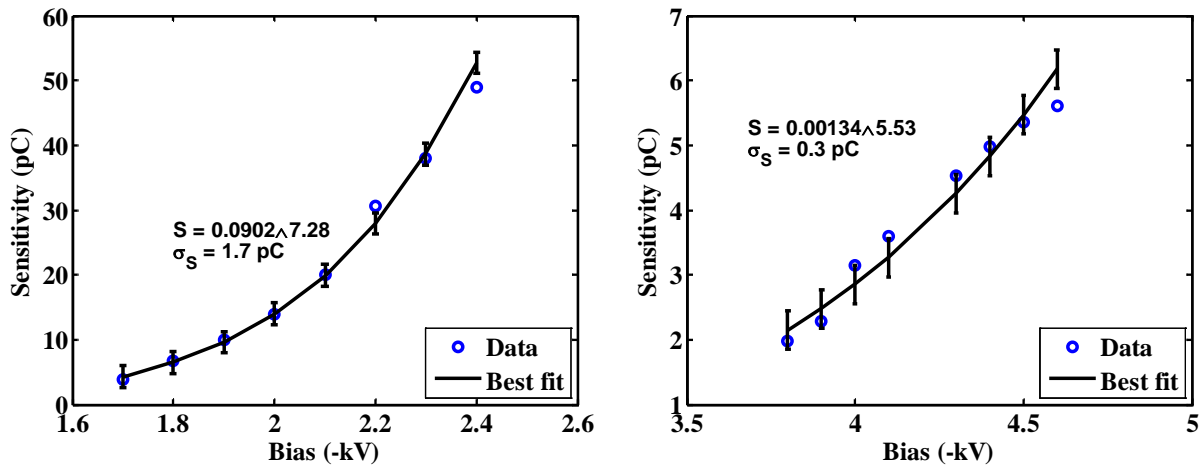 60
50
40
30
20
10
0
Sensitivity (pC)
S = 0.0902∧7.28
σS = 1.7 pC
Data
Best fit
1.6 1.8 2 2.2 2.4 2.6
Bias (-kV)
7
6
5
4
3
2
1
Sensitivity (pC)
S = 0.00134∧5.53
σS = 0.3 pC
Data
Best fit
3.5 4 4.5 5
Bias (-kV)